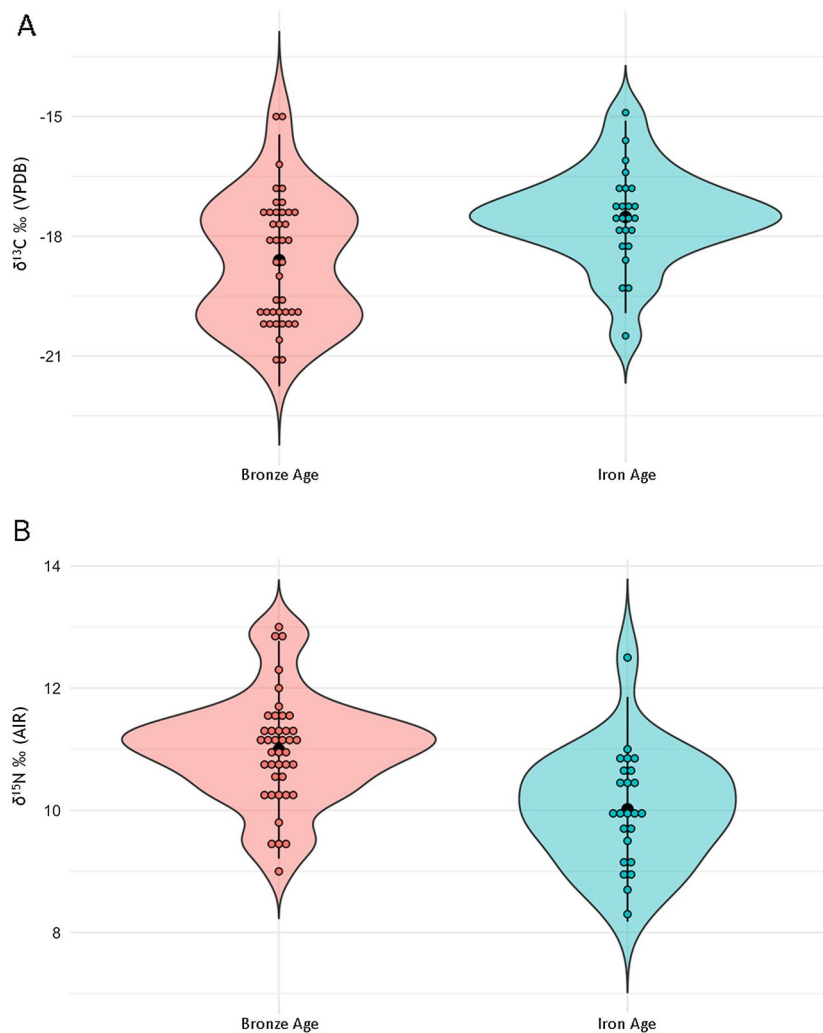 A
-15
-18
-21
δ¹³C ‰ (VPDB)
Bronze Age
Iron Age
B
14
12
10
8
δ¹⁵N ‰ (AIR)
Bronze Age
Iron Age